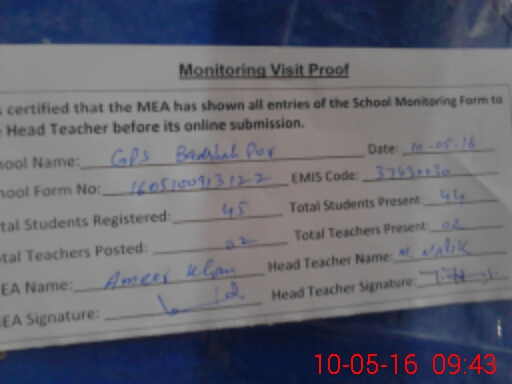 Monitoring Visit Proof
certified that the MEA has shown all entries of the School Monitoring Form to
Head Teacher before its online submission.
ool Name: GPS Badshah Pur Date: 10-05-16
ool Form No: EMIS Code:
tal Students Registered: 45 Total Students Present: 44
tal Teachers Posted: 02 Total Teachers Present: 02
EA Name: Ameer Khan Head Teacher Name: M. Malik
EA Signature: Head Teacher Signature:
10-05-16 09:43